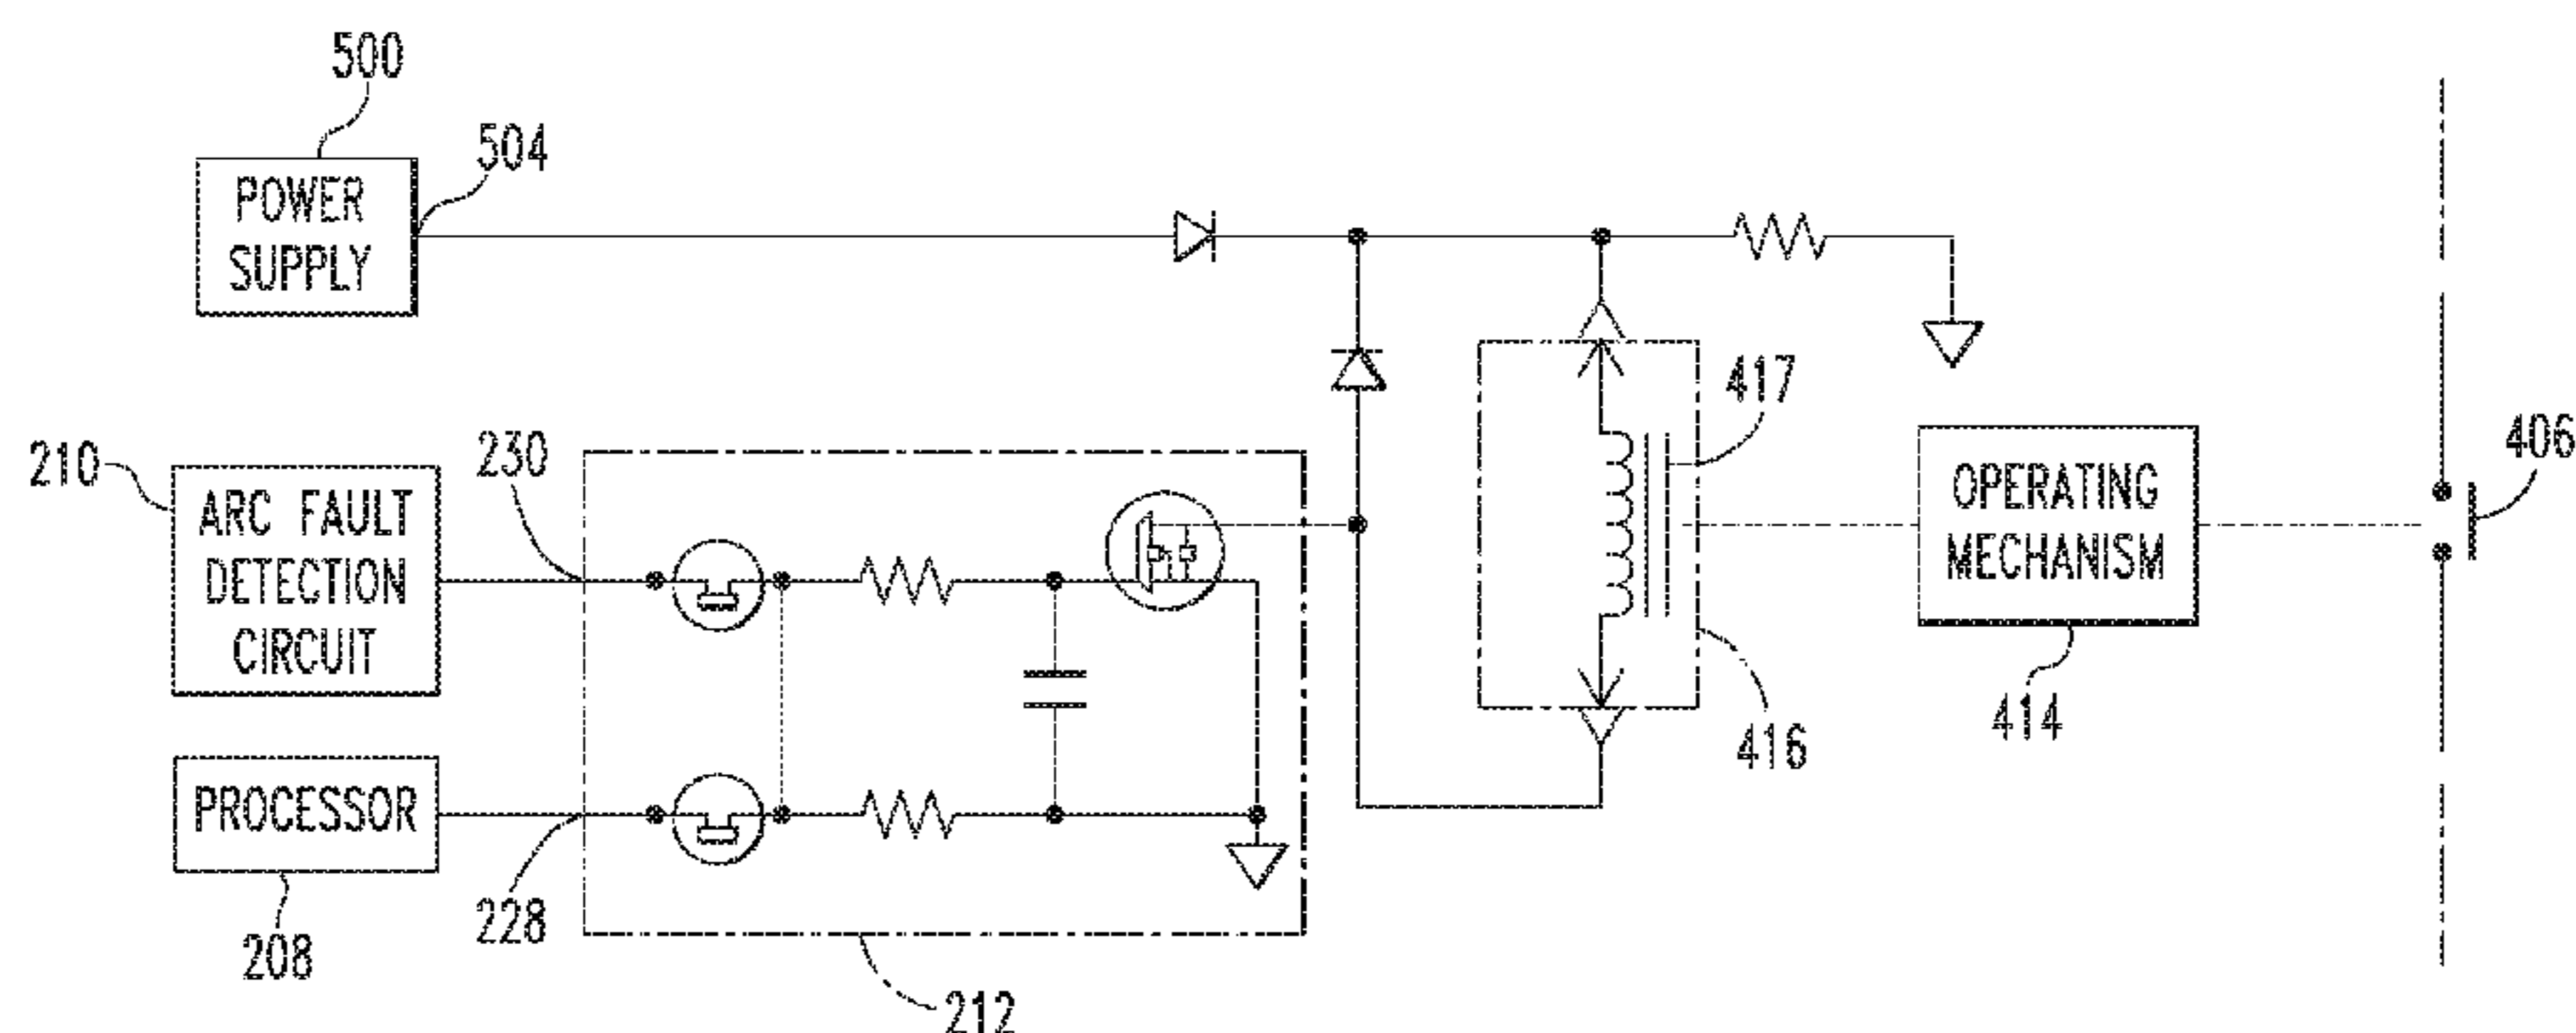 500
504
POWER
SUPPLY
417
406
210
230
ARC FAULT
DETECTION
CIRCUIT
OPERATING
MECHANISM
414
416
PROCESSOR
228
208
212